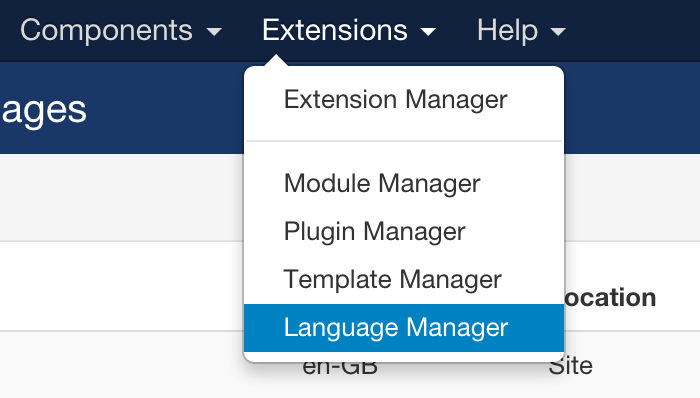 Components Extensions Help
ages
Extension Manager
Module Manager
Plugin Manager
Template Manager
ocation
Language Manager
en-GB Site